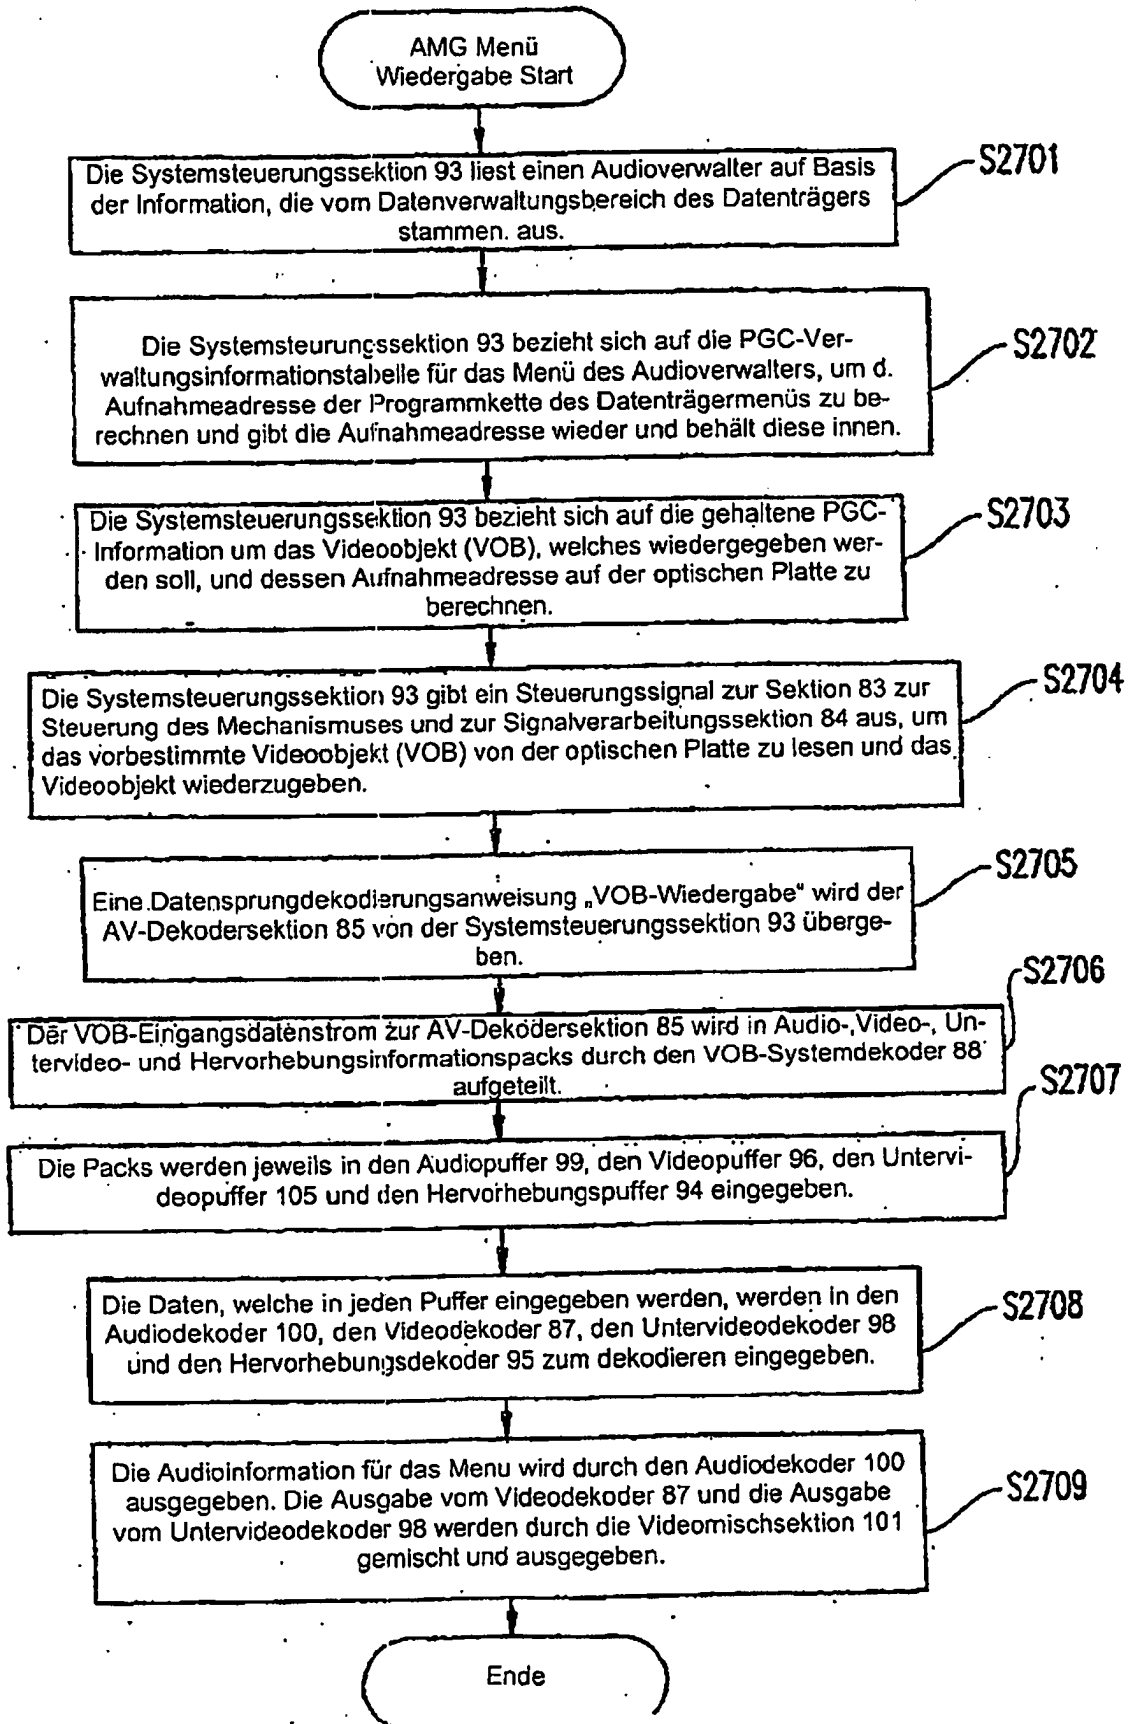 AMG Menü
Wiedergabe Start
Die Systemsteuerungssektion 93 liest einen Audioverwalter auf Basis
der Information, die vom Datenverwaltungsbereich des Datenträgers
stammen. aus.
S2701
Die Systemsteurungssektion 93 bezieht sich auf die PGC-Ver-
waltungsinformationstabelle für das Menü des Audioverwalters, um d.
Aufnahmeadresse der Programmkette des Datenträgermenüs zu be-
rechnen und gibt die Aufnahmeadresse wieder und behält diese innen.
S2702
Die Systemsteuerungssektion 93 bezieht sich auf die gehaltene PGC-
Information um das Videoobjekt (VOB), welches wiedergegeben wer-
den soll, und dessen Aufnahmeadresse auf der optischen Platte zu
berechnen.
S2703
Die Systemsteuerungssektion 93 gibt ein Steuerungssignal zur Sektion 83 zur
Steuerung des Mechanismuses und zur Signalverarbeitungssektion 84 aus, um
das vorbestimmte Videoobjekt (VOB) von der optischen Platte zu lesen und das
Videoobjekt wiederzugeben.
S2704
Eine Datensprungdekodierungsanweisung „VOB-Wiedergabe“ wird der
AV-Dekodersektion 85 von der Systemsteuerungssektion 93 überge-
ben.
S2705
Der VOB-Eingangsdatenstrom zur AV-Dekodersektion 85 wird in Audio-,Video-, Un-
tervideo- und Hervorhebungsinformationspacks durch den VOB-Systemdekoder 88
aufgeteilt.
S2706
Die Packs werden jeweils in den Audiopuffer 99, den Videopuffer 96, den Untervi-
deopuffer 105 und den Hervorhebungspuffer 94 eingegeben.
S2707
Die Daten, welche in jeden Puffer eingegeben werden, werden in den
Audiodekoder 100, den Videodekoder 87, den Untervideodekoder 98
und den Hervorhebungsdekoder 95 zum dekodieren eingegeben.
S2708
Die Audioinformation für das Menu wird durch den Audiodekoder 100
ausgegeben. Die Ausgabe vom Videodekoder 87 und die Ausgabe
vom Untervideodekoder 98 werden durch die Videomischsektion 101
gemischt und ausgegeben.
S2709
Ende